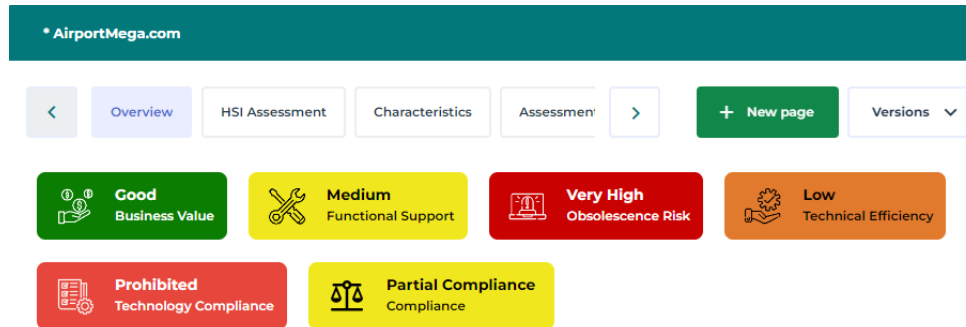 * AirportMega.com
Overview
HSI Assessment
Characteristics
Assessment
+ New page
Versions
Good
Business Value
Medium
Functional Support
Very High
Obsolescence Risk
Low
Technical Efficiency
Prohibited
Technology Compliance
Partial Compliance
Compliance